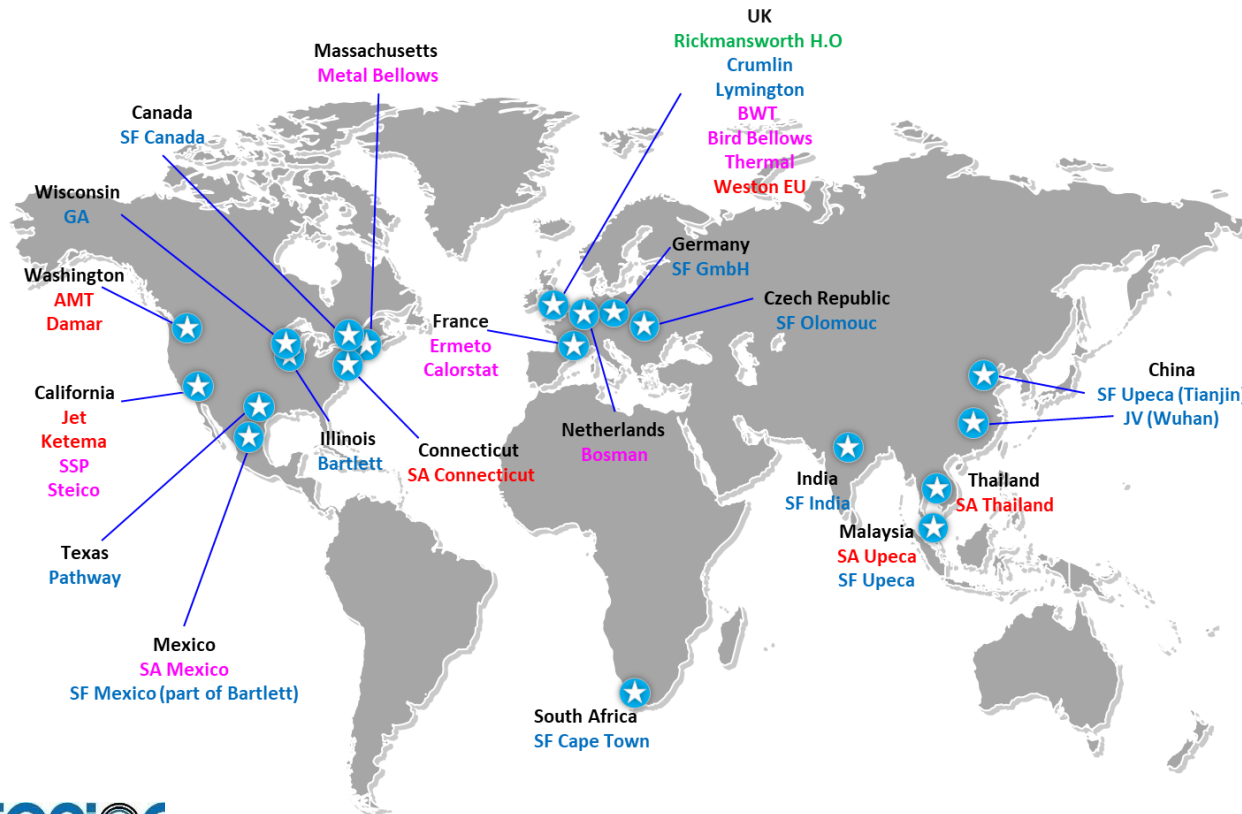 UK
Rickmansworth H.O
Crumlin
Lymington
BWT
Bird Bellows
Thermal
Weston EU
Massachusetts
Metal Bellows
Canada
SF Canada
Wisconsin
GA
Washington
AMT
Damar
California
Jet
Ketema
SSP
Steico
Texas
Pathway
Mexico
SA Mexico
SF Mexico (part of Bartlett)
Illinois
Bartlett
Connecticut
SA Connecticut
France
Ermeto
Calorstat
Germany
SF GmbH
Czech Republic
SF Olomouc
Netherlands
Bosman
China
SF Upeca (Tianjin)
JV (Wuhan)
India
SF India
Thailand
SA Thailand
Malaysia
SA Upeca
SF Upeca
South Africa
SF Cape Town